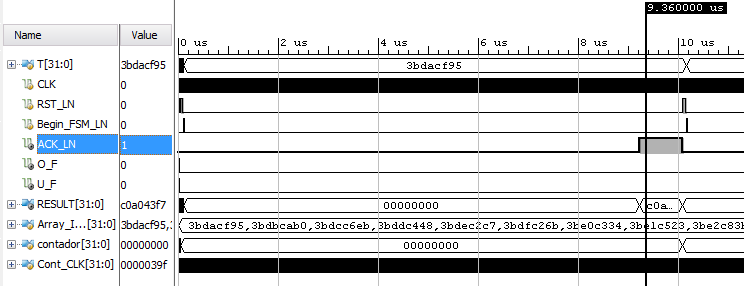 9.360000 us
Name Value
0 us 2 us 4 us 6 us 8 us 10 us
T[31:0] 3bdacf95 3bdacf95
CLK 0
RST_LN 0
Begin_FSM_LN 0
ACK_LN 1
O_F 0
U_F 0
RESULT[31:0] c0a043f7 00000000 c0a...
Array_I...[31:0] 3bdacf95, 3bdacf95,3bdbcab0,3bdcc6eb,3bddc448,3bdec2c7,3bdfc26b,3be0c334,3be1c523,3be2c83b
contador[31:0] 00000000 00000000
Cont_CLK[31:0] 0000039f